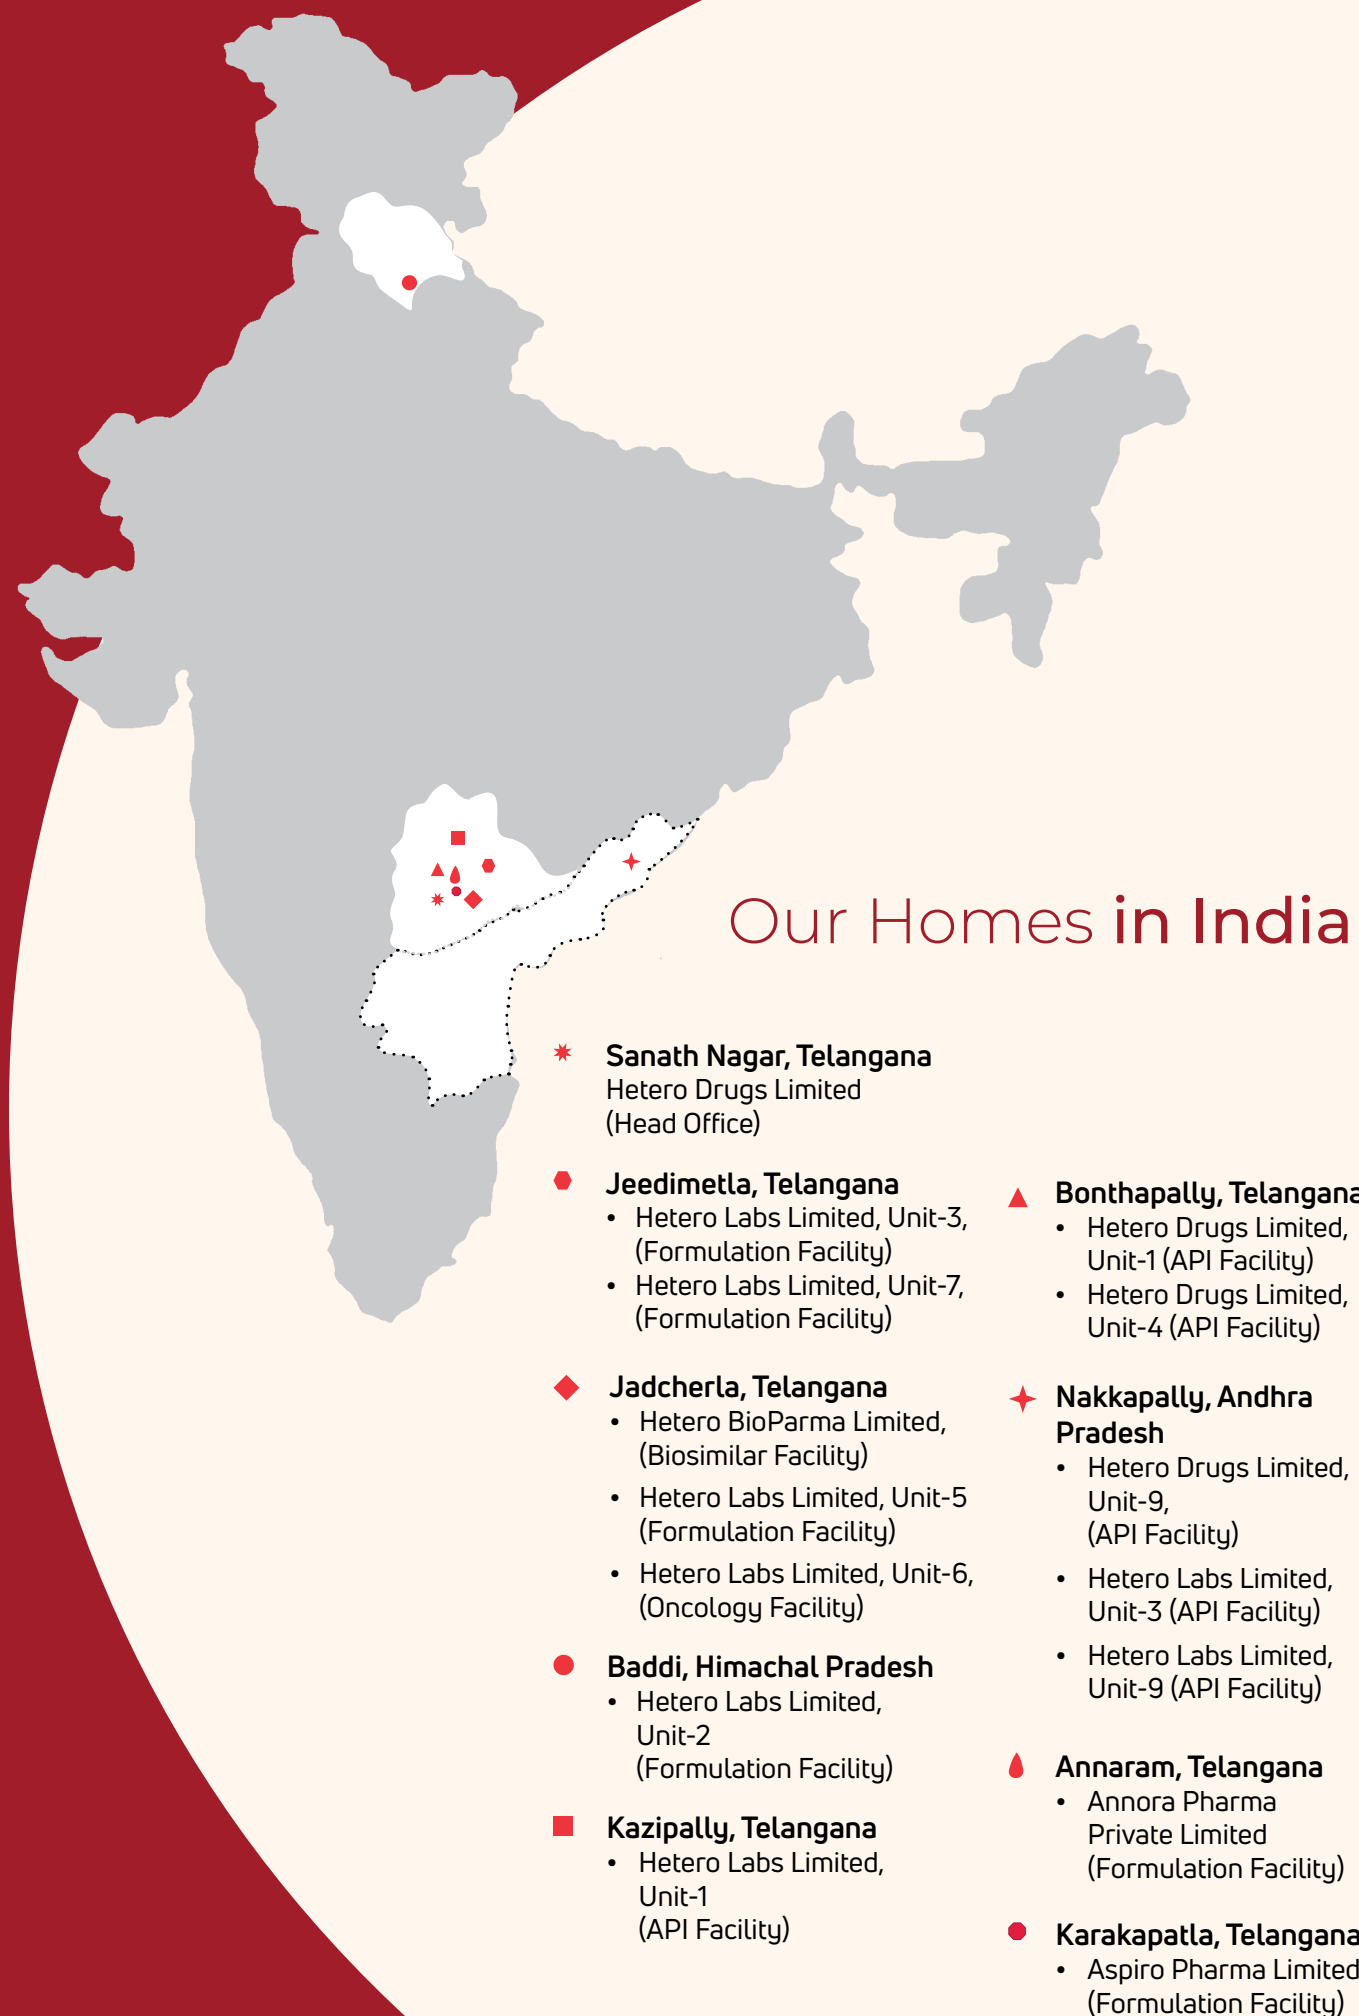 Our Homes in India
Sanath Nagar, Telangana
Hetero Drugs Limited
(Head Office)
Jeedimetla, Telangana
• Hetero Labs Limited, Unit-3,
(Formulation Facility)
• Hetero Labs Limited, Unit-7,
(Formulation Facility)
Jadcherla, Telangana
• Hetero BioParma Limited,
(Biosimilar Facility)
• Hetero Labs Limited, Unit-5
(Formulation Facility)
• Hetero Labs Limited, Unit-6,
(Oncology Facility)
Baddi, Himachal Pradesh
• Hetero Labs Limited,
Unit-2
(Formulation Facility)
Kazipally, Telangana
• Hetero Labs Limited,
Unit-1
(API Facility)
Bonthapally, Telangana
• Hetero Drugs Limited,
Unit-1 (API Facility)
• Hetero Drugs Limited,
Unit-4 (API Facility)
Nakkapally, Andhra
Pradesh
• Hetero Drugs Limited,
Unit-9,
(API Facility)
• Hetero Labs Limited,
Unit-3 (API Facility)
• Hetero Labs Limited,
Unit-9 (API Facility)
Annaram, Telangana
• Annora Pharma
Private Limited
(Formulation Facility)
Karakapatla, Telangana
• Aspiro Pharma Limited
(Formulation Facility)